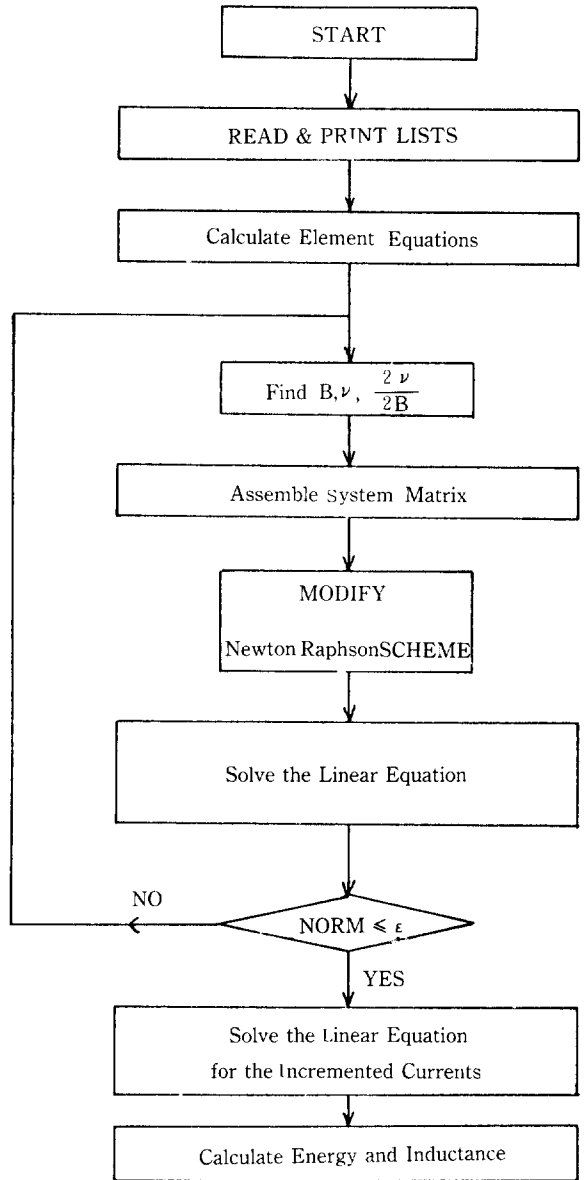 START
READ & PRINT LISTS
Calculate Element Equations
Find B,ν, 2 ν / 2B
Assemble System Matrix
MODIFY
Newton RaphsonSCHEME
Solve the Linear Equation
NO
NORM ⩽ ε
YES
Solve the Linear Equation
for the Incremented Currents
Calculate Energy and Inductance